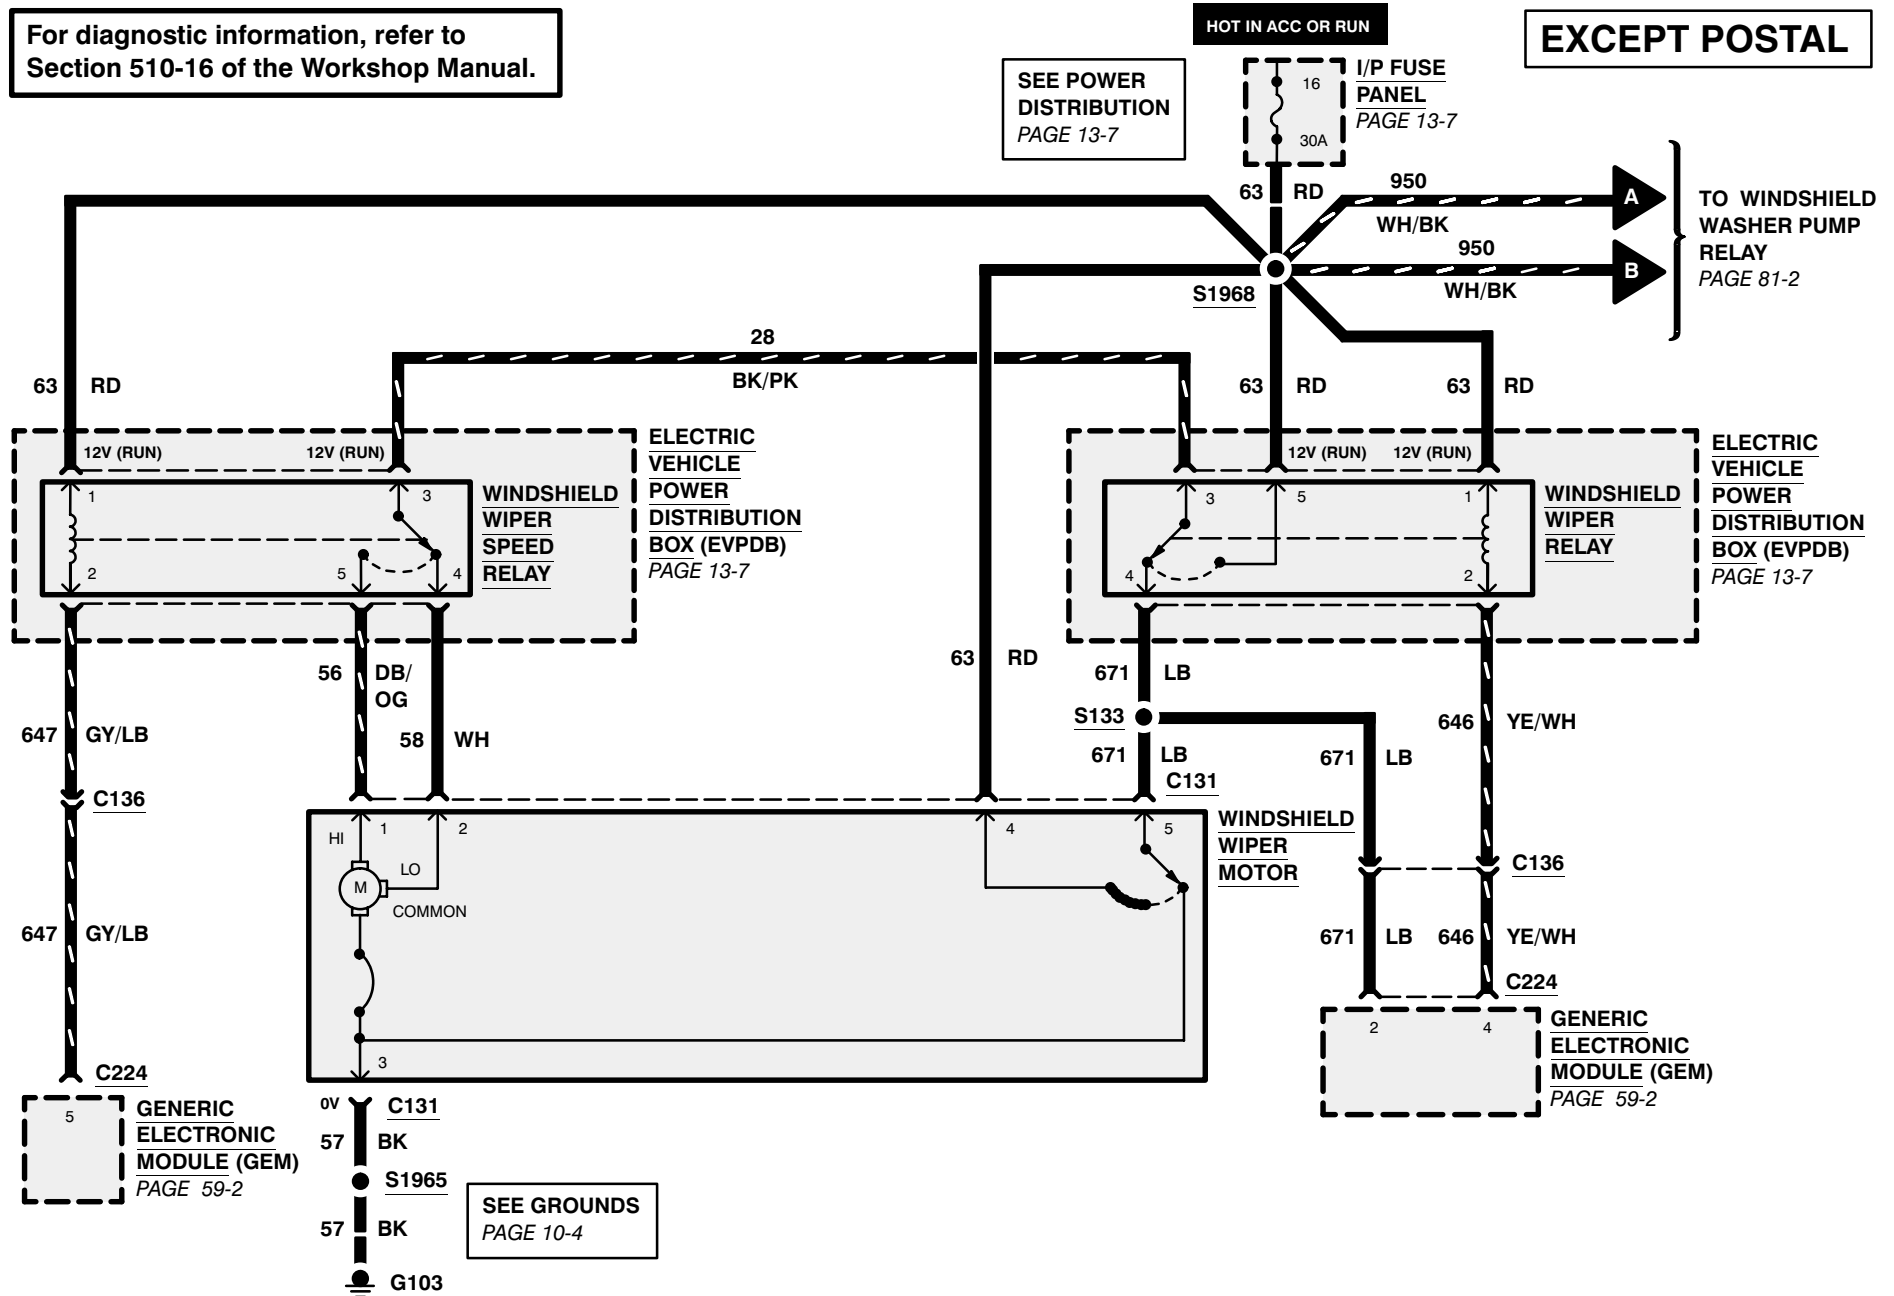 For diagnostic information, refer to
Section 510-16 of the Workshop Manual.
HOT IN ACC OR RUN
EXCEPT POSTAL
SEE POWER
DISTRIBUTION
PAGE 13-7
16
30A
I/P FUSE
PANEL
PAGE 13-7
63 RD
950
WH/BK
A
950
WH/BK
B
TO WINDSHIELD
WASHER PUMP
RELAY
PAGE 81-2
S1968
28
BK/PK
63 RD
63 RD
63 RD
12V (RUN)
12V (RUN)
1
3
2
5
4
WINDSHIELD
WIPER
SPEED
RELAY
ELECTRIC
VEHICLE
POWER
DISTRIBUTION
BOX (EVPDB)
PAGE 13-7
12V (RUN)
12V (RUN)
3
5
1
4
2
WINDSHIELD
WIPER
RELAY
ELECTRIC
VEHICLE
POWER
DISTRIBUTION
BOX (EVPDB)
PAGE 13-7
56 DB/
OG
58 WH
63 RD
671 LB
S133
671 LB
C131
671 LB
646 YE/WH
647 GY/LB
C136
647 GY/LB
C224
5
GENERIC
ELECTRONIC
MODULE (GEM)
PAGE 59-2
HI
1
2
LO
M
COMMON
4
5
3
WINDSHIELD
WIPER
MOTOR
C136
671 LB
646 YE/WH
C224
2
4
GENERIC
ELECTRONIC
MODULE (GEM)
PAGE 59-2
0V
C131
57 BK
S1965
57 BK
G103
SEE GROUNDS
PAGE 10-4